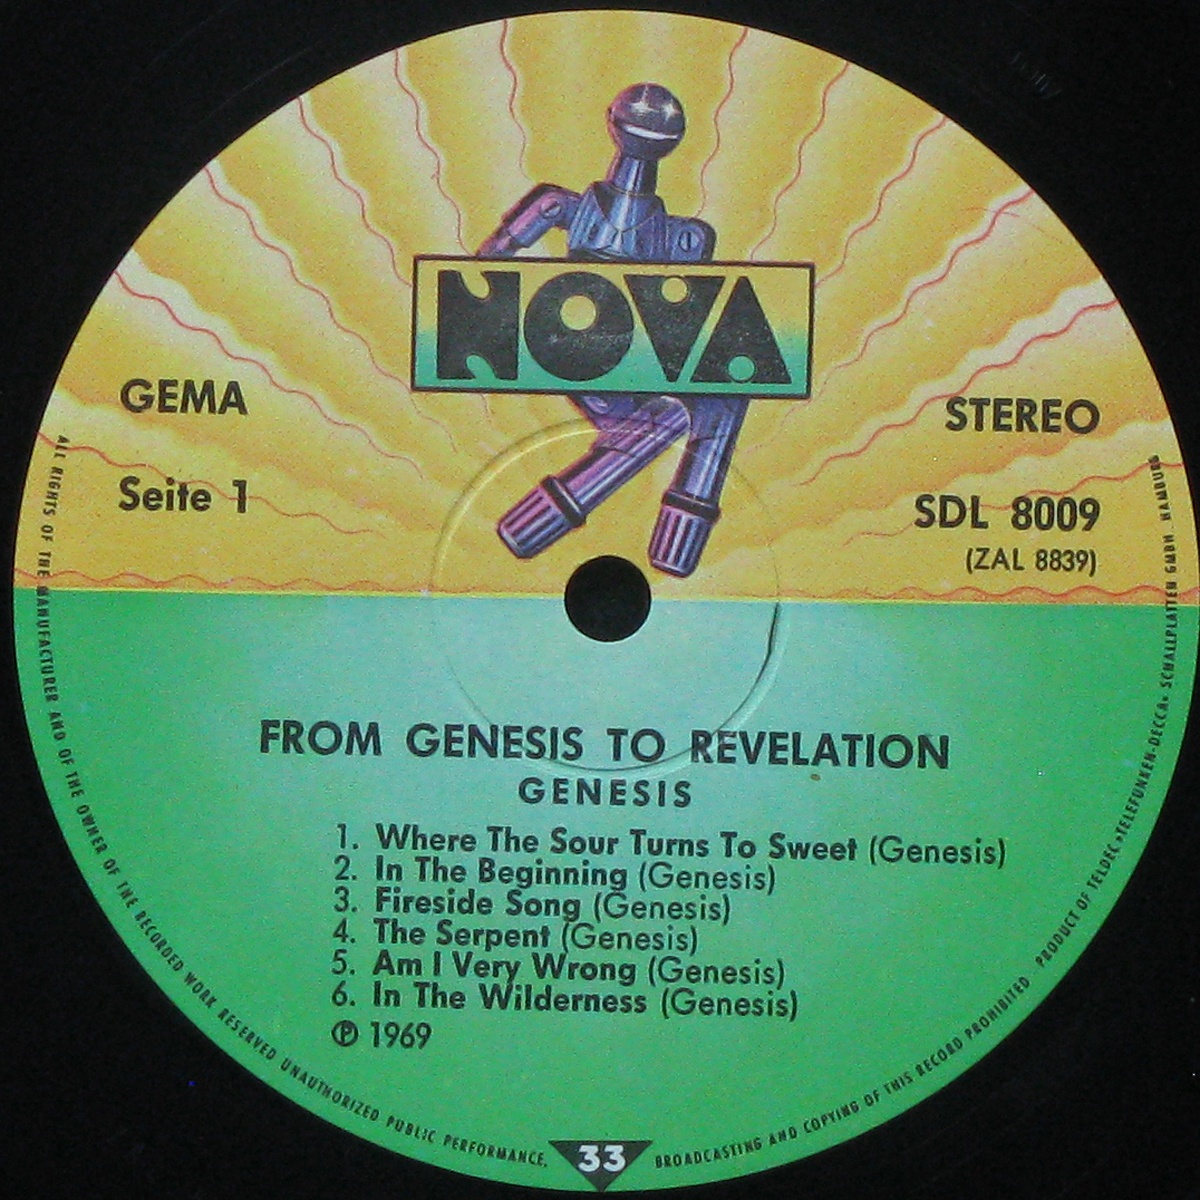 NOVA
GEMA
STEREO
Seite 1
SDL 8009
(ZAL 8839)
FROM GENESIS TO REVELATION
GENESIS
1. Where The Sour Turns To Sweet (Genesis)
2. In The Beginning (Genesis)
3. Fireside Song (Genesis)
4. The Serpent (Genesis)
5. Am I Very Wrong (Genesis)
6. In The Wilderness (Genesis)
℗ 1969
ALL RIGHTS OF THE MANUFACTURER AND OF THE OWNER OF THE RECORDED WORK RESERVED UNAUTHORIZED PUBLIC PERFORMANCE, BROADCASTING AND COPYING OF THIS RECORD PROHIBITED PRODUCT OF TELDEC »TELEFUNKEN-DECCA« SCHALLPLATTEN GMBH. HAMBURG
33